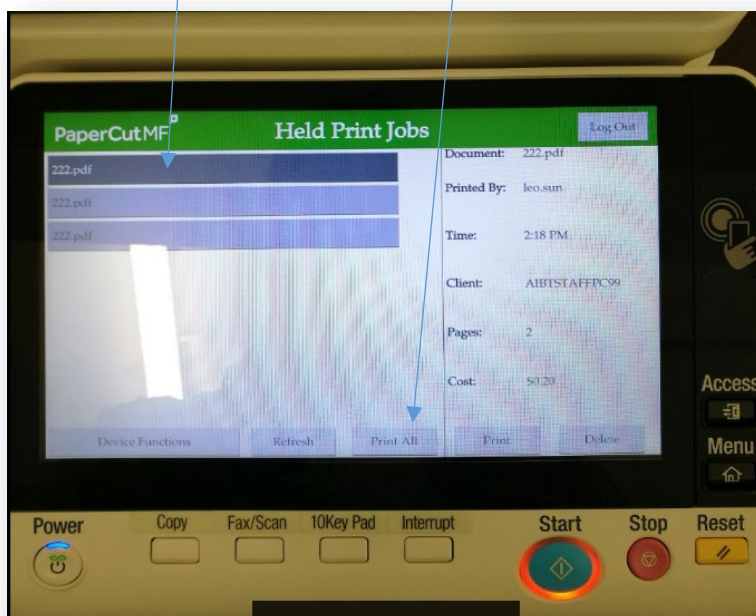 PaperCut MF
Held Print Jobs
Log Out
222.pdf
222.pdf
222.pdf
Document: 222.pdf
Printed By: leo.sun
Time: 2:18 PM
Client: AIBTSTAFFPC99
Pages: 2
Cost: $0.20
Device Functions
Refresh
Print All
Print
Delete
Access
Menu
Power
Copy
Fax/Scan
10Key Pad
Interrupt
Start
Stop
Reset